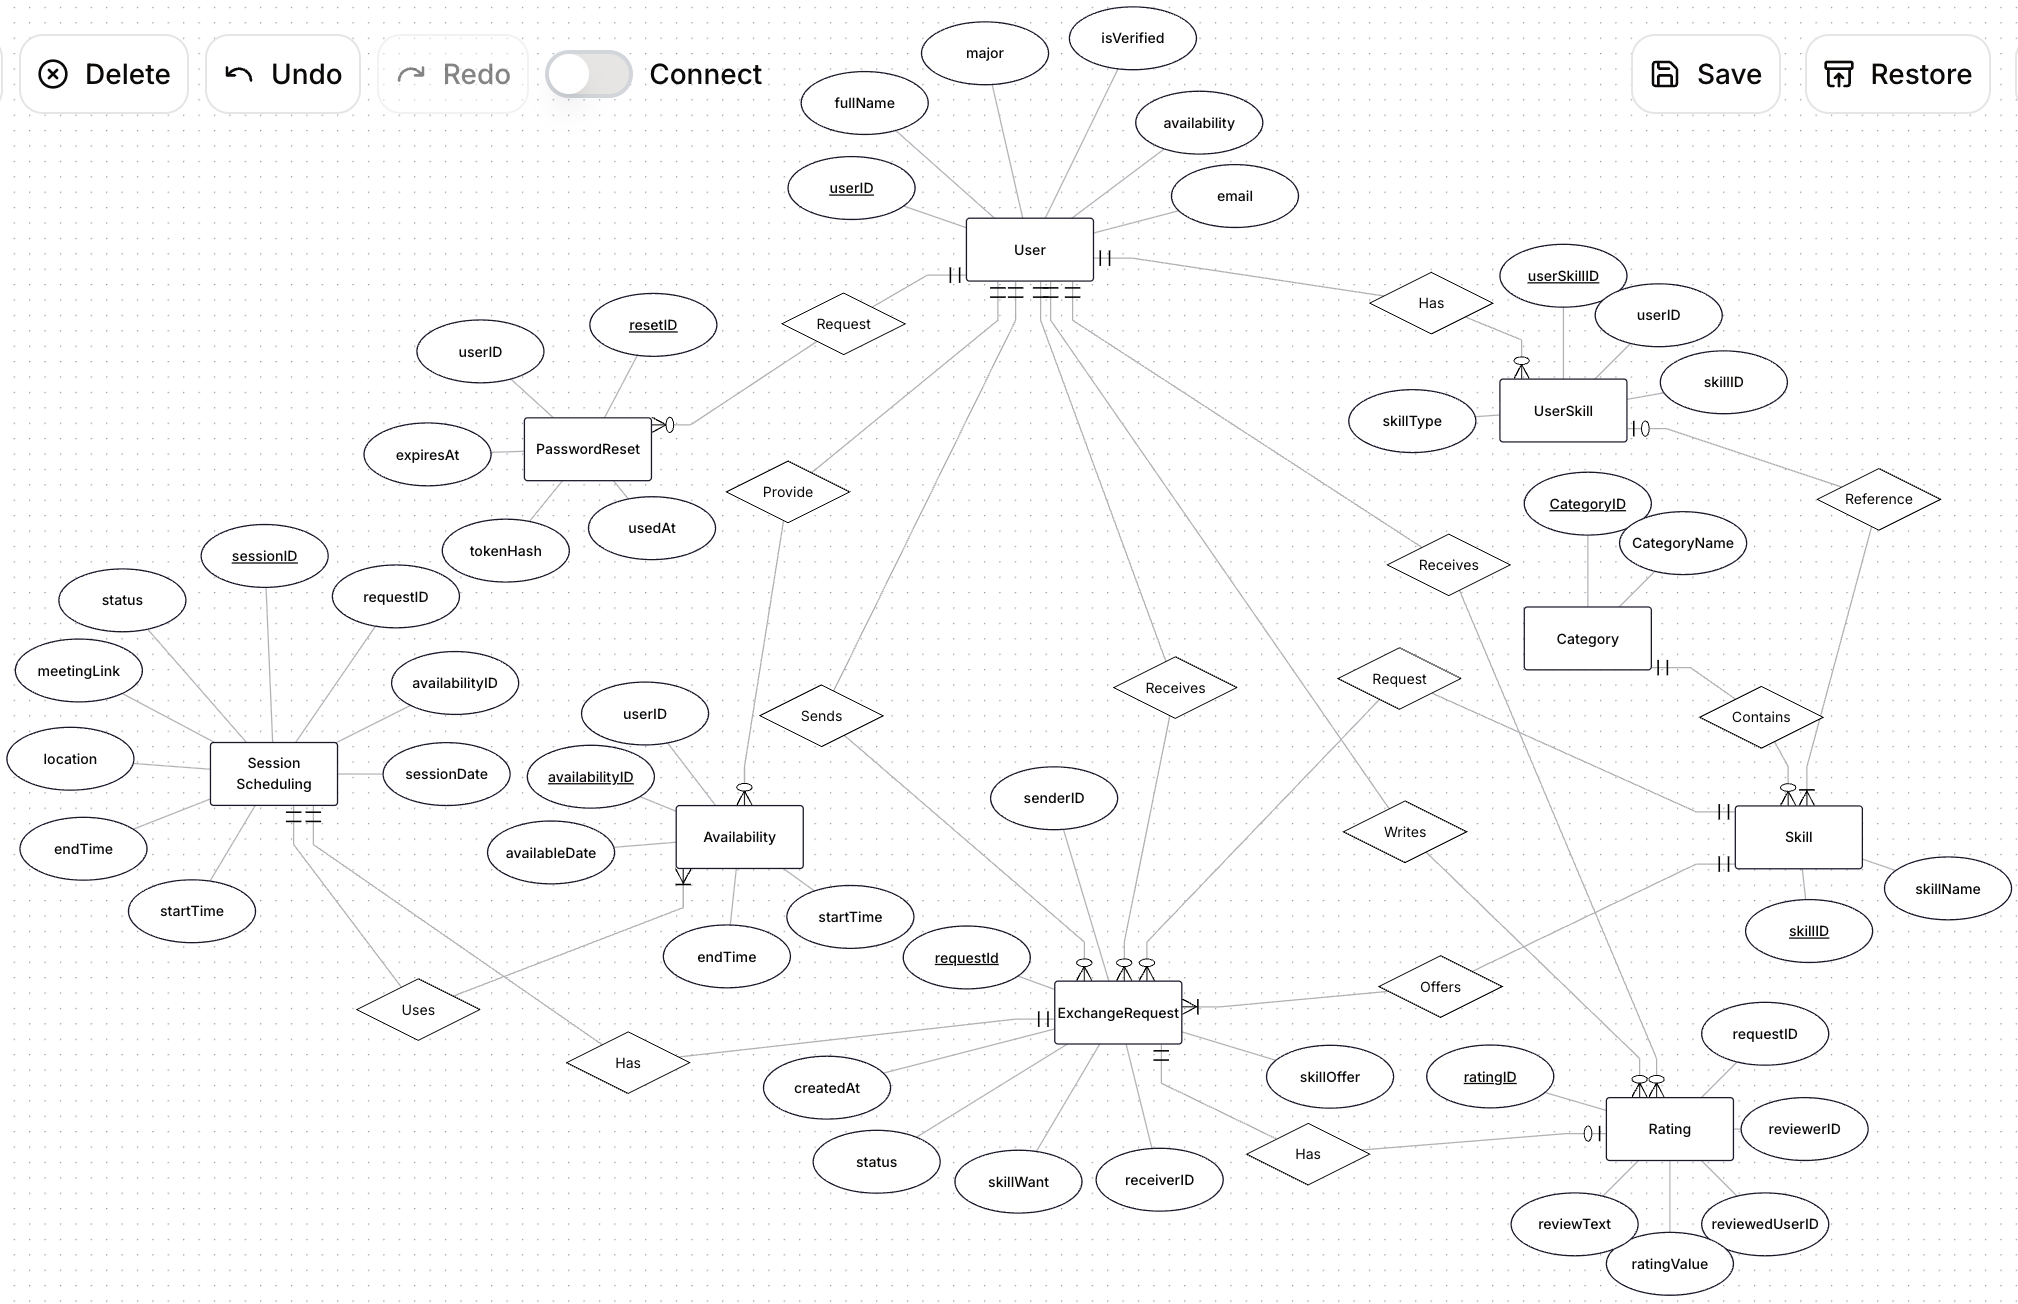 Delete
Undo
Redo
Connect
Save
Restore
isVerified
major
fullName
availability
userID
email
User
userSkillID
Has
userID
resetID
Request
userID
skillID
UserSkill
skillType
PasswordReset
expiresAt
Provide
Reference
CategoryID
usedAt
CategoryName
tokenHash
sessionID
Receives
requestID
status
Category
meetingLink
Request
availabilityID
Receives
userID
Sends
Contains
location
Session
Scheduling
sessionDate
availabilityID
senderID
Writes
Availability
Skill
endTime
availableDate
skillName
startTime
startTime
skillID
endTime
requestId
Offers
Uses
ExchangeRequest
requestID
Has
skillOffer
ratingID
createdAt
Rating
reviewerID
Has
status
receiverID
skillWant
reviewText
reviewedUserID
ratingValue